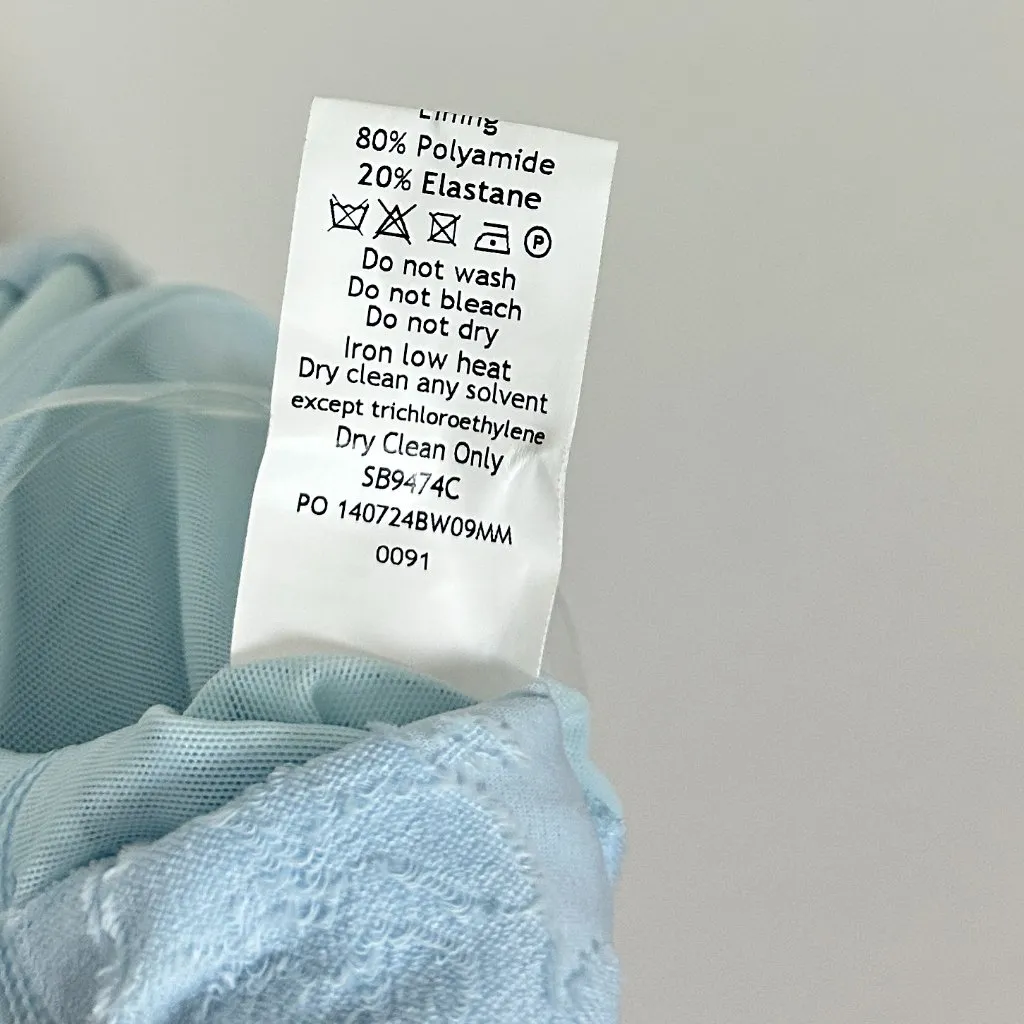 Lining
80% Polyamide
20% Elastane
P
Do not wash
Do not bleach
Do not dry
Iron low heat
Dry clean any solvent
except trichloroethylene
Dry Clean Only
SB9474C
PO 140724BW09MM
0091